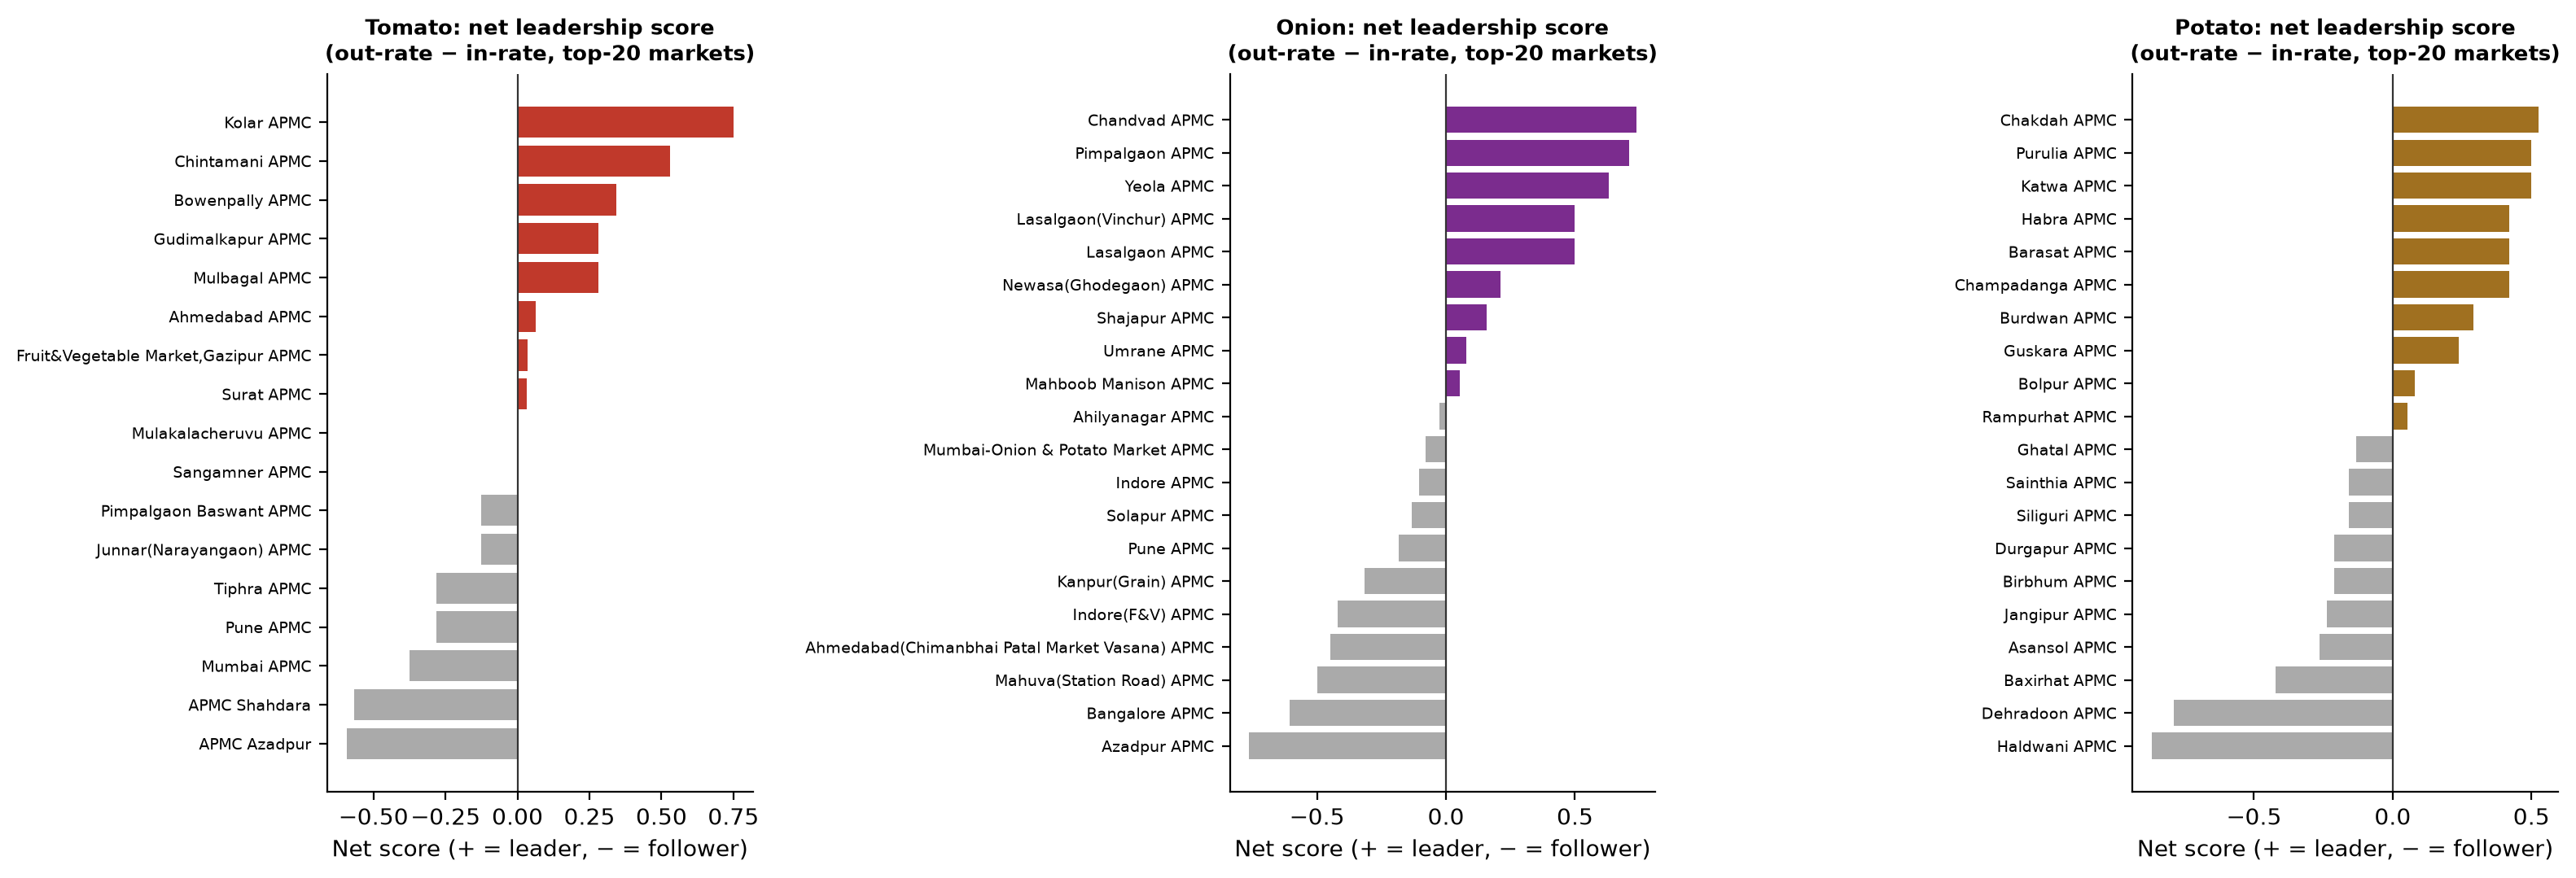 Tomato: net leadership score
(out-rate − in-rate, top-20 markets)
Kolar APMC
Chintamani APMC
Bowenpally APMC
Gudimalkapur APMC
Mulbagal APMC
Ahmedabad APMC
Fruit&Vegetable Market,Gazipur APMC
Surat APMC
Mulakalacheruvu APMC
Sangamner APMC
Pimpalgaon Baswant APMC
Junnar(Narayangaon) APMC
Tiphra APMC
Pune APMC
Mumbai APMC
APMC Shahdara
APMC Azadpur
−0.50 −0.25 0.00 0.25 0.50 0.75
Net score (+ = leader, − = follower)
Onion: net leadership score
(out-rate − in-rate, top-20 markets)
Chandvad APMC
Pimpalgaon APMC
Yeola APMC
Lasalgaon(Vinchur) APMC
Lasalgaon APMC
Newasa(Ghodegaon) APMC
Shajapur APMC
Umrane APMC
Mahboob Manison APMC
Ahilyanagar APMC
Mumbai-Onion & Potato Market APMC
Indore APMC
Solapur APMC
Pune APMC
Kanpur(Grain) APMC
Indore(F&V) APMC
Ahmedabad(Chimanbhai Patal Market Vasana) APMC
Mahuva(Station Road) APMC
Bangalore APMC
Azadpur APMC
−0.5 0.0 0.5
Net score (+ = leader, − = follower)
Potato: net leadership score
(out-rate − in-rate, top-20 markets)
Chakdah APMC
Purulia APMC
Katwa APMC
Habra APMC
Barasat APMC
Champadanga APMC
Burdwan APMC
Guskara APMC
Bolpur APMC
Rampurhat APMC
Ghatal APMC
Sainthia APMC
Siliguri APMC
Durgapur APMC
Birbhum APMC
Jangipur APMC
Asansol APMC
Baxirhat APMC
Dehradoon APMC
Haldwani APMC
−0.5 0.0 0.5
Net score (+ = leader, − = follower)